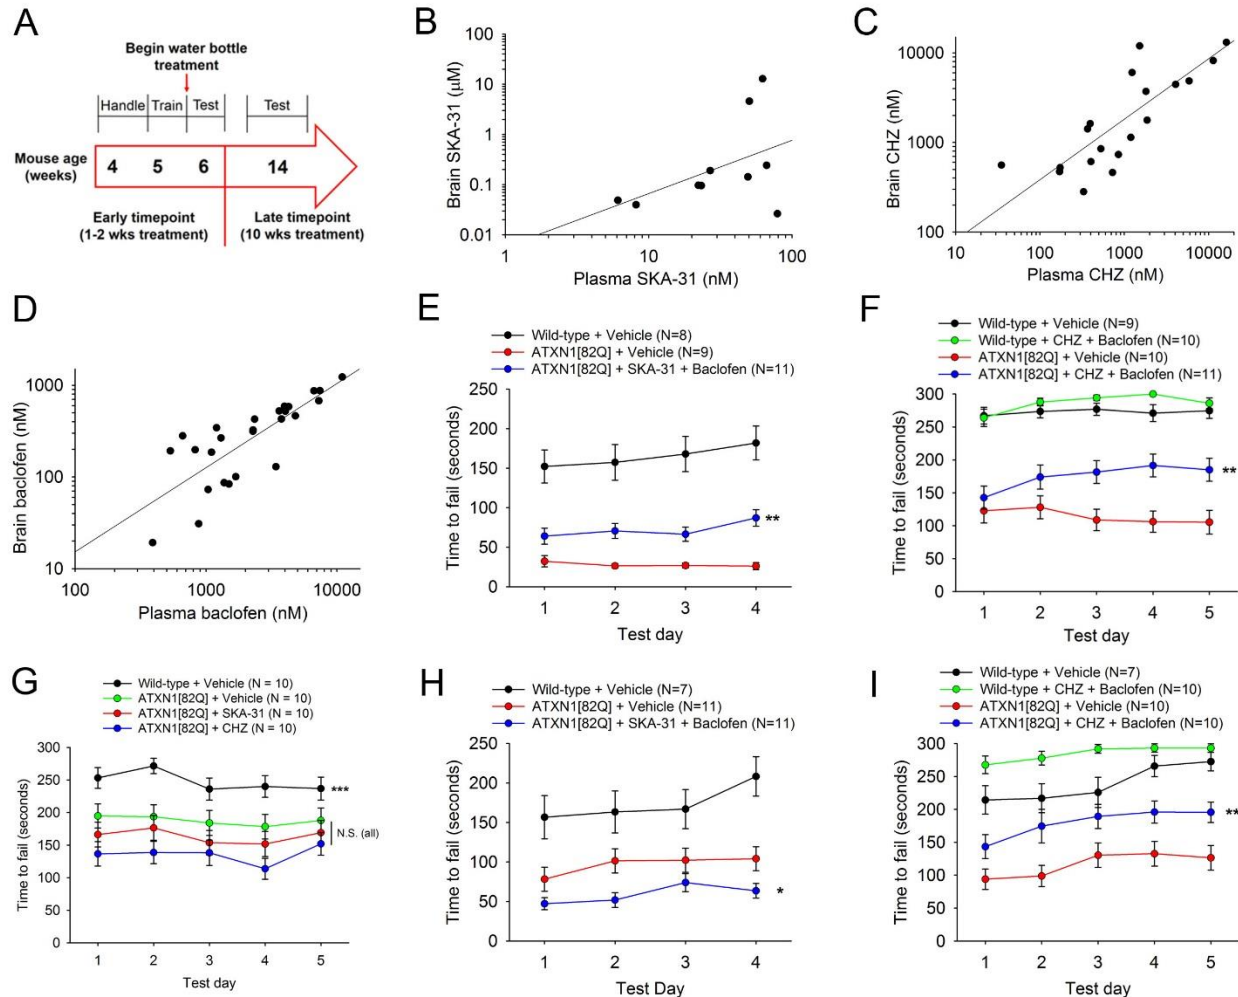 A
Begin water bottle
treatment
Handle Train Test Test
Mouse age
(weeks)
4 5 6 14
Early timepoint
(1-2 wks treatment)
Late timepoint
(10 wks treatment)
B
100
10
1
0.1
0.01
Brain SKA-31 (μM)
1 10 100
Plasma SKA-31 (nM)
C
10000
1000
100
Brain CHZ (nM)
10 100 1000 10000
Plasma CHZ (nM)
D
1000
100
10
Brain baclofen (nM)
100 1000 10000
Plasma baclofen (nM)
E
Wild-type + Vehicle (N=8)
ATXN1[82Q] + Vehicle (N=9)
ATXN1[82Q] + SKA-31 + Baclofen (N=11)
250
200
150
100
50
0
Time to fail (seconds)
**
1 2 3 4
Test day
F
Wild-type + Vehicle (N=9)
Wild-type + CHZ + Baclofen (N=10)
ATXN1[82Q] + Vehicle (N=10)
ATXN1[82Q] + CHZ + Baclofen (N=11)
300
250
200
150
100
50
0
Time to fail (seconds)
**
1 2 3 4 5
Test day
G
Wild-type + Vehicle (N = 10)
ATXN1[82Q] + Vehicle (N = 10)
ATXN1[82Q] + SKA-31 (N = 10)
ATXN1[82Q] + CHZ (N = 10)
300
250
200
150
100
50
0
Time to fail (seconds)
***
N.S. (all)
1 2 3 4 5
Test day
H
Wild-type + Vehicle (N=7)
ATXN1[82Q] + Vehicle (N=11)
ATXN1[82Q] + SKA-31 + Baclofen (N=11)
250
200
150
100
50
0
Time to fail (seconds)
*
1 2 3 4
Test Day
I
Wild-type + Vehicle (N=7)
Wild-type + CHZ + Baclofen (N=10)
ATXN1[82Q] + Vehicle (N=10)
ATXN1[82Q] + CHZ + Baclofen (N=10)
300
250
200
150
100
50
0
Time to fail (seconds)
**
1 2 3 4 5
Test day